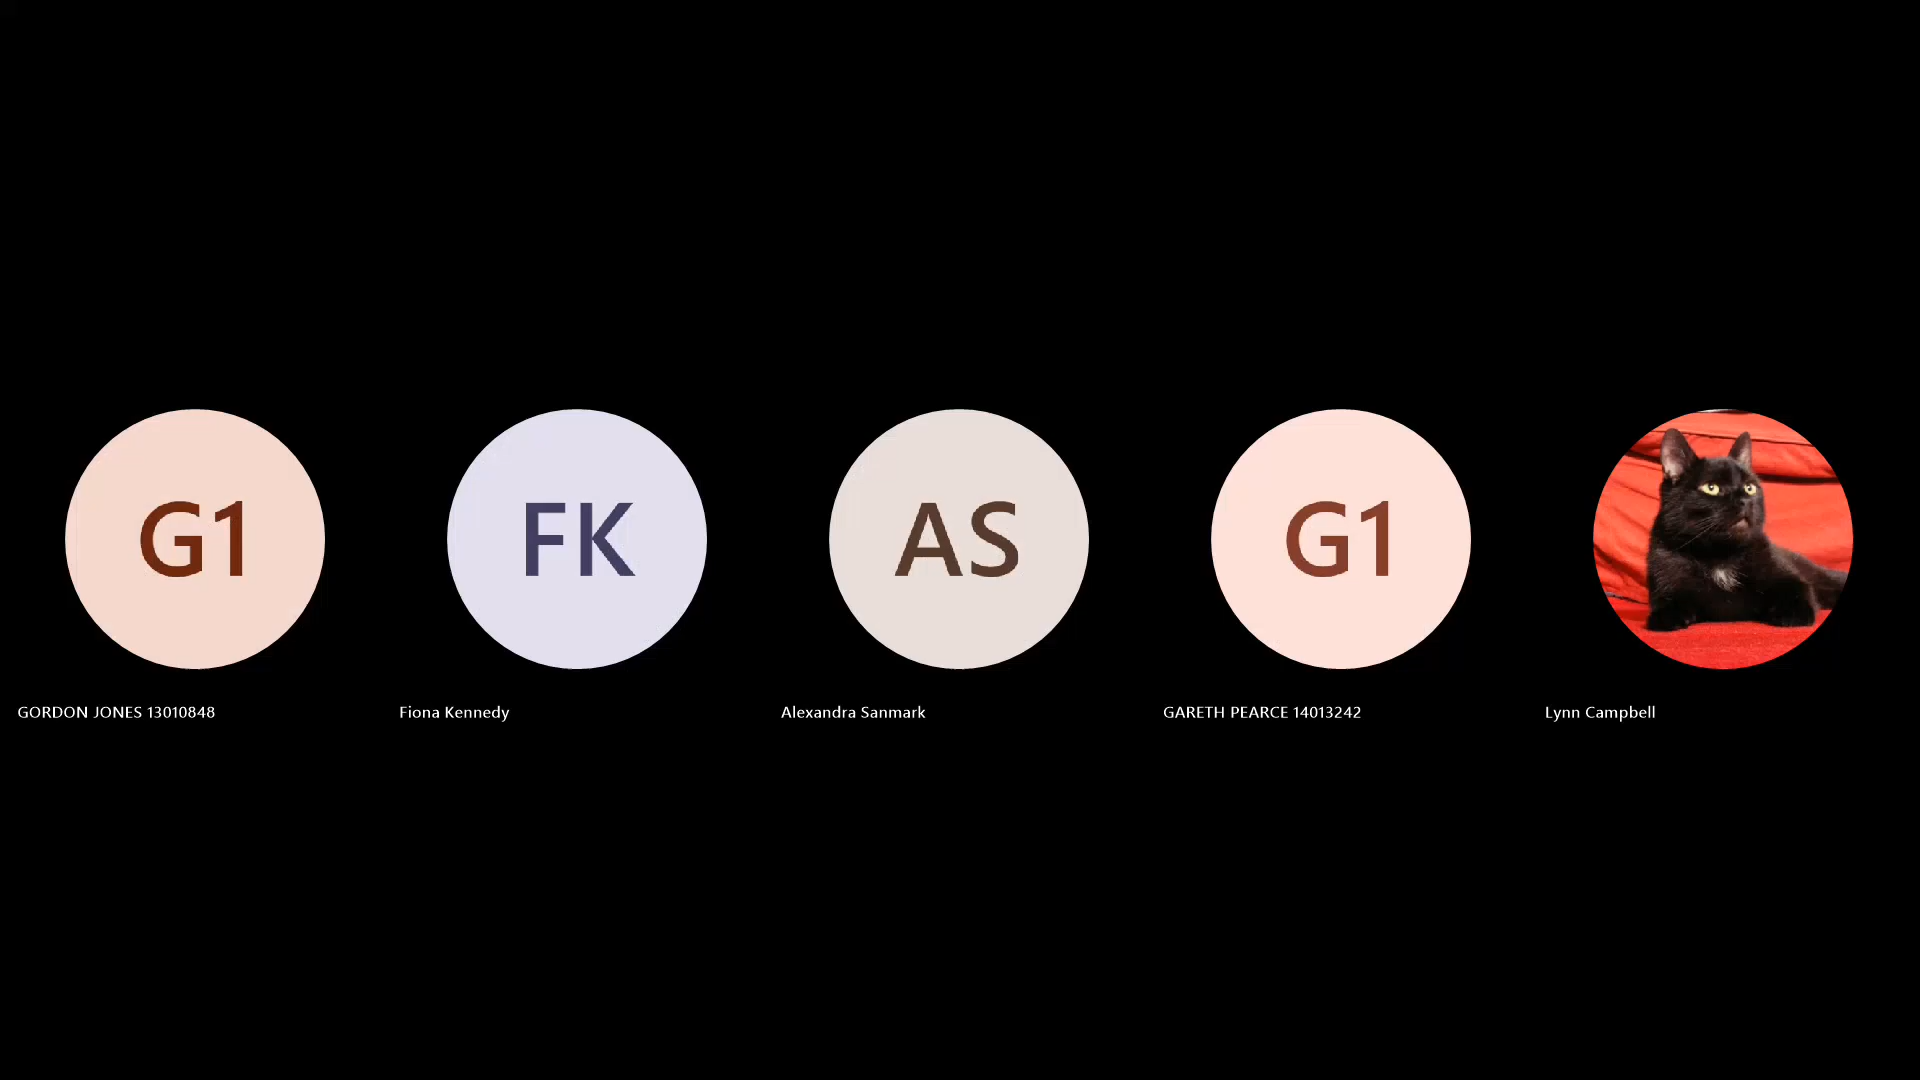 G1
FK
AS
G1
GORDON JONES 13010848
Fiona Kennedy
Alexandra Sanmark
GARETH PEARCE 14013242
Lynn Campbell